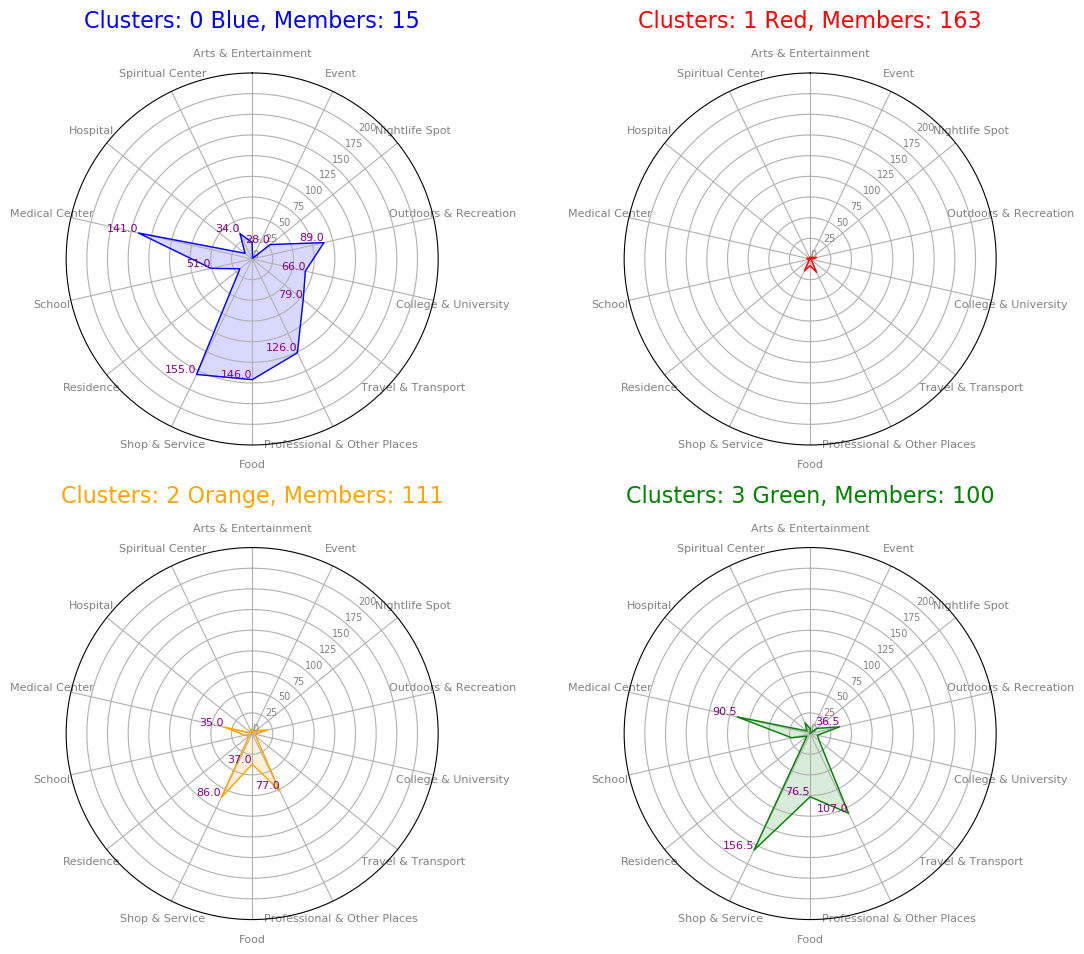 Clusters: 0 Blue, Members: 15
Arts & Entertainment
Spiritual Center
Event
Hospital
Nightlife Spot
Medical Center
Outdoors & Recreation
School
College & University
Residence
Travel & Transport
Shop & Service
Professional & Other Places
Food
200
175
150
125
100
75
50
25
0
141.0
34.0
28.0
89.0
51.0
66.0
79.0
126.0
155.0
146.0
Clusters: 1 Red, Members: 163
Arts & Entertainment
Spiritual Center
Event
Hospital
Nightlife Spot
Medical Center
Outdoors & Recreation
School
College & University
Residence
Travel & Transport
Shop & Service
Professional & Other Places
Food
200
175
150
125
100
75
50
25
0
Clusters: 2 Orange, Members: 111
Arts & Entertainment
Spiritual Center
Event
Hospital
Nightlife Spot
Medical Center
Outdoors & Recreation
School
College & University
Residence
Travel & Transport
Shop & Service
Professional & Other Places
Food
200
175
150
125
100
75
50
25
0
35.0
37.0
86.0
77.0
Clusters: 3 Green, Members: 100
Arts & Entertainment
Spiritual Center
Event
Hospital
Nightlife Spot
Medical Center
Outdoors & Recreation
School
College & University
Residence
Travel & Transport
Shop & Service
Professional & Other Places
Food
200
175
150
125
100
75
50
25
0
90.5
36.5
76.5
107.0
156.5